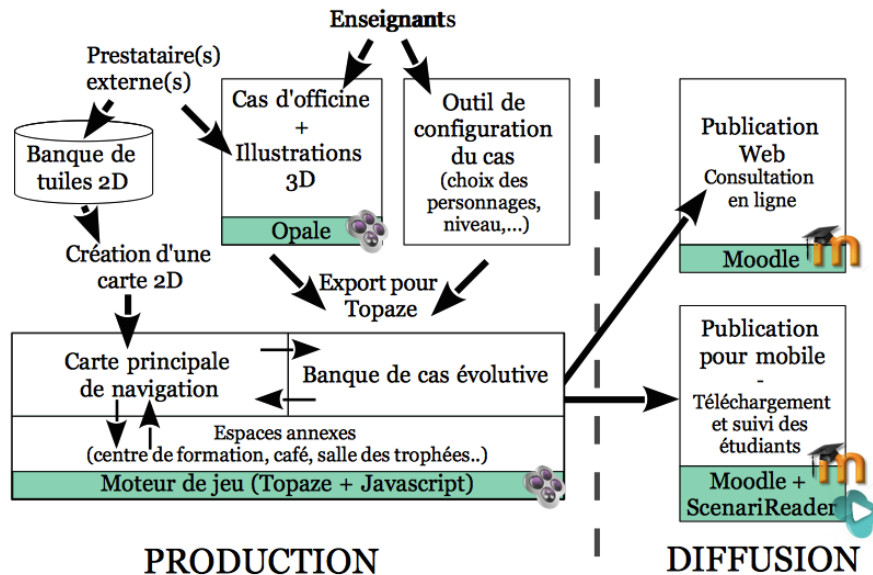 Enseignants
Prestataire(s)
externe(s)
Banque de
tuiles 2D
Création d'une
carte 2D
Cas d'officine
+
Illustrations
3D
Opale
Outil de
configuration
du cas
(choix des
personnages,
niveau,...)
Export pour
Topaze
Carte principale
de navigation
Banque de cas évolutive
Espaces annexes
(centre de formation, café, salle des trophées..)
Moteur de jeu (Topaze + Javascript)
PRODUCTION
Publication
Web
Consultation
en ligne
Moodle
m
Publication
pour mobile
-
Téléchargement
et suivi des
étudiants
m
Moodle +
ScenariReader
DIFFUSION